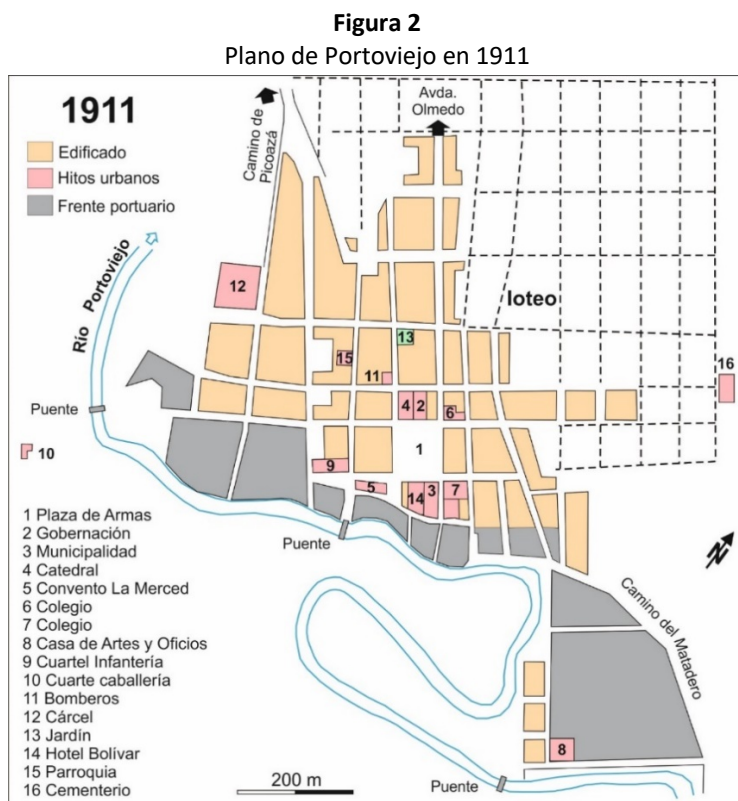 Figura 2
Plano de Portoviejo en 1911
1911
Edificado
Hitos urbanos
Frente portuario
Camino de
Picoazá
Avda.
Olmedo
Río Portoviejo
loteo
12
13
15
11
16
4
2
6
Puente
1
10
9
5
14
3
7
Puente
N
Camino del Matadero
1 Plaza de Armas
2 Gobernación
3 Municipalidad
4 Catedral
5 Convento La Merced
6 Colegio
7 Colegio
8 Casa de Artes y Oficios
9 Cuartel Infantería
10 Cuarte caballería
11 Bomberos
12 Cárcel
13 Jardín
14 Hotel Bolívar
15 Parroquia
16 Cementerio
8
200 m
Puente